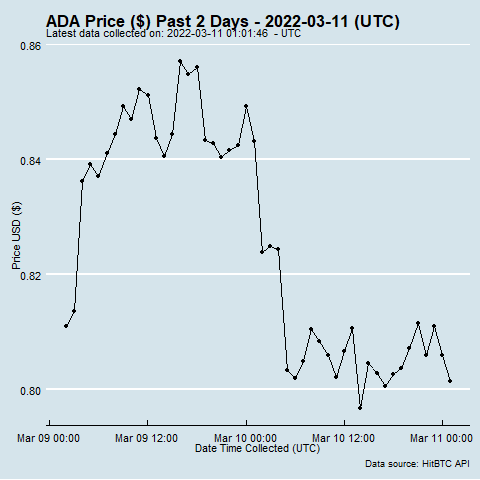 ADA Price ($) Past 2 Days - 2022-03-11 (UTC)
Latest data collected on: 2022-03-11 01:01:46 - UTC
0.86
0.84
0.82
0.80
Price USD ($)
Mar 09 00:00 Mar 09 12:00 Mar 10 00:00 Mar 10 12:00 Mar 11 00:00
Date Time Collected (UTC)
Data source: HitBTC API